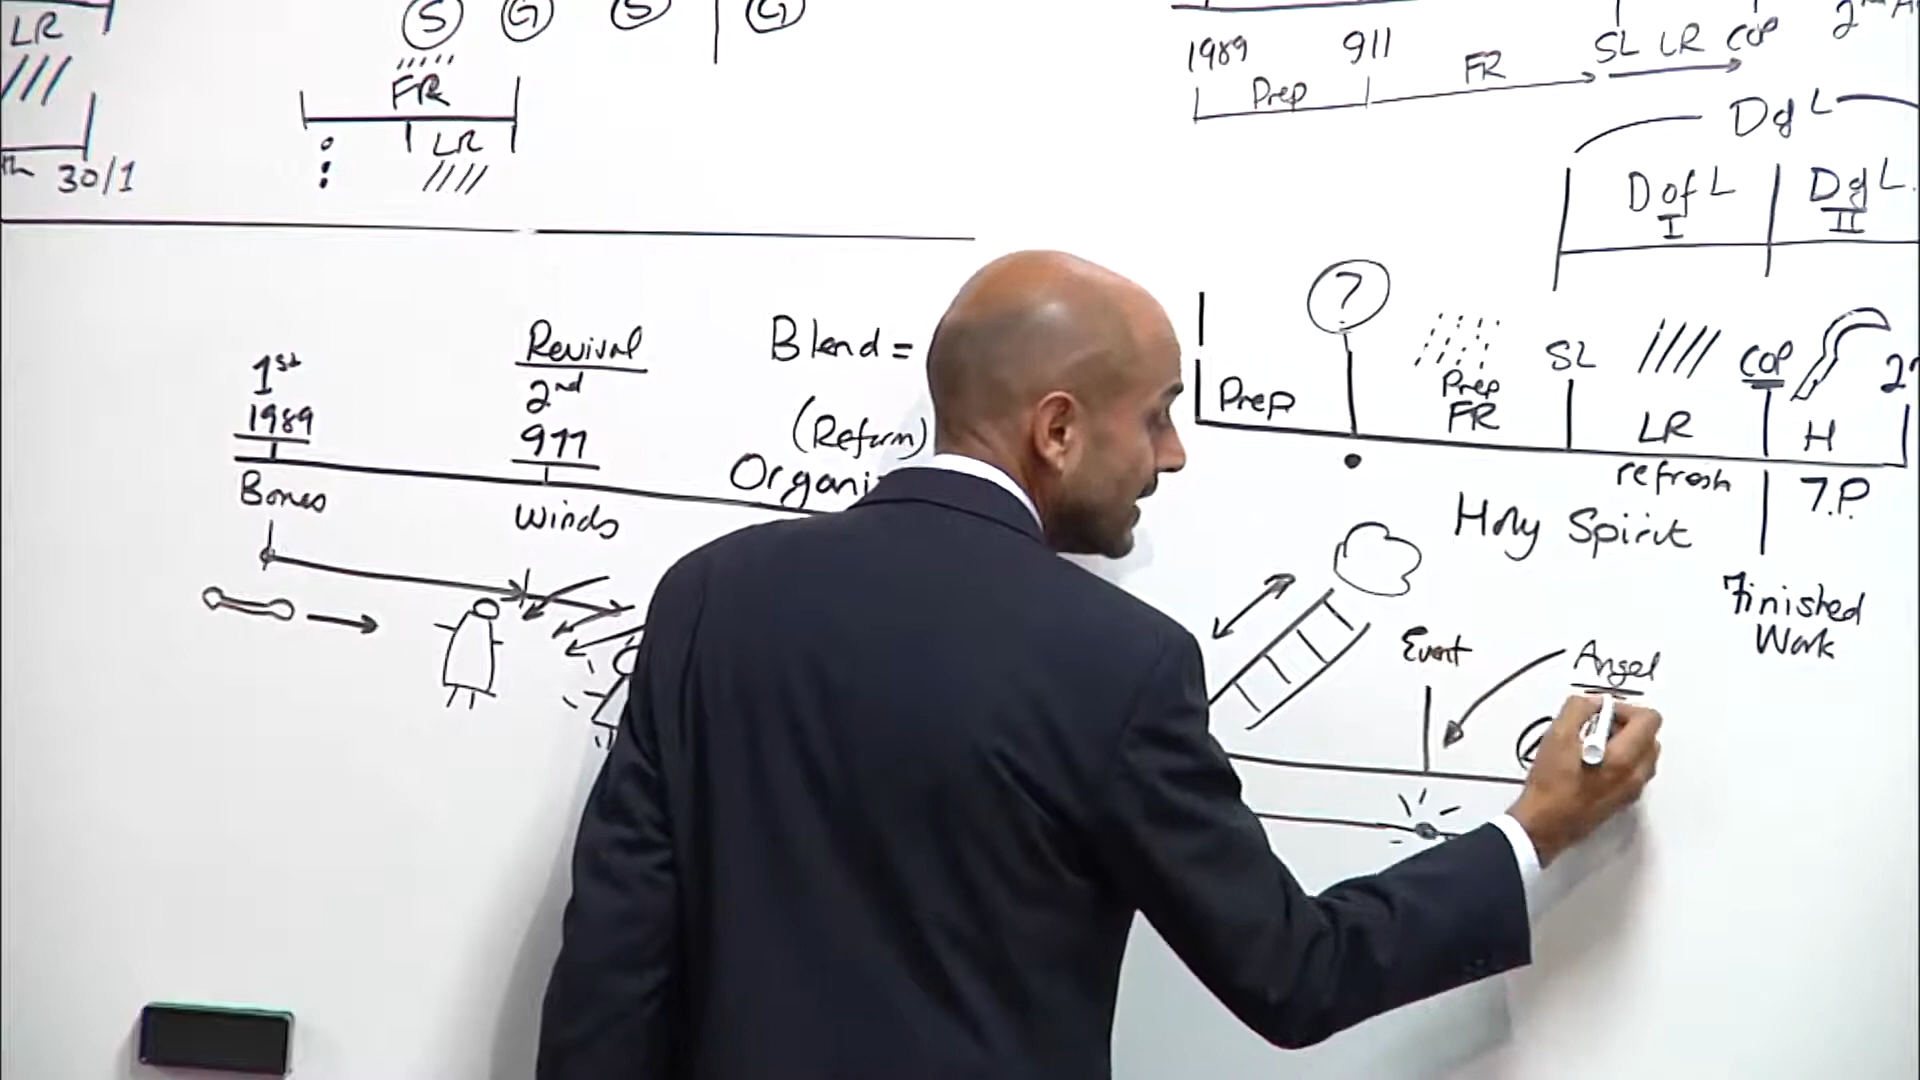 LR
30/1
S G S G
FR
LR
1989 911 SL LR COP
Prep FR
D of L
D of L D of L
I II
?
Prep
Prep
FR
SL
LR
refresh
COP
H
7.P.
Holy Spirit
Finished
Work
1st
1989
Bones
Revival
2nd
911
Winds
Blend =
(Reform)
Organi
Event
Angel